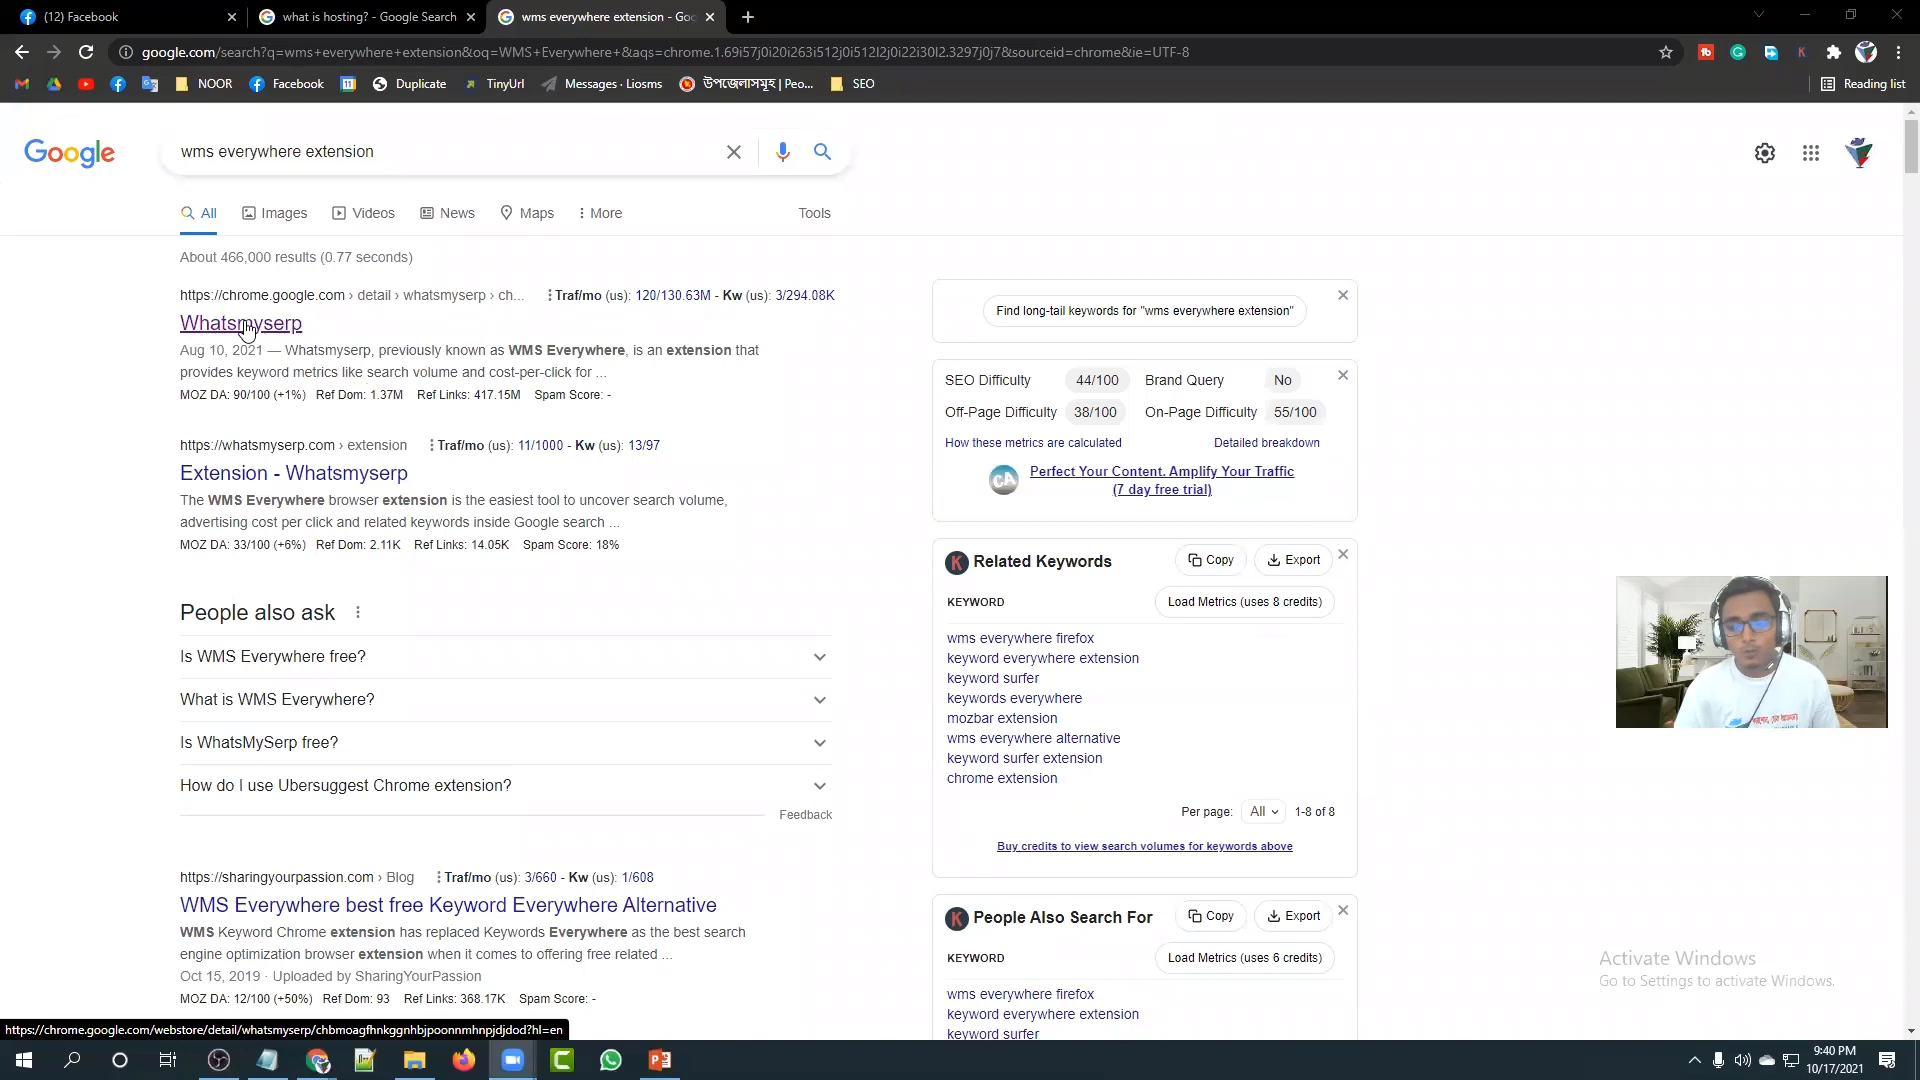 (12) Facebook
what is hosting? - Google Search
wms everywhere extension - Goo
google.com/search?q=wms+everywhere+extension&oq=WMS+Everywhere+&aqs=chrome.1.69i57j0i20i263i512j0i512l2j0i22i30l2.3297j0j7&sourceid=chrome&ie=UTF-8
NOOR
Facebook
Duplicate
TinyUrl
Messages · Liosms
উপজেলাসমূহ | Peo...
SEO
Reading list
Google
wms everywhere extension
All
Images
Videos
News
Maps
More
Tools
About 466,000 results (0.77 seconds)
https://chrome.google.com › detail › whatsmyserp › ch... Traf/mo (us): 120/130.63M - Kw (us): 3/294.08K
Whatsmyserp
Aug 10, 2021 — Whatsmyserp, previously known as WMS Everywhere, is an extension that
provides keyword metrics like search volume and cost-per-click for ...
MOZ DA: 90/100 (+1%) Ref Dom: 1.37M Ref Links: 417.15M Spam Score: -
https://whatsmyserp.com › extension Traf/mo (us): 11/1000 - Kw (us): 13/97
Extension - Whatsmyserp
The WMS Everywhere browser extension is the easiest tool to uncover search volume,
advertising cost per click and related keywords inside Google search ...
MOZ DA: 33/100 (+6%) Ref Dom: 2.11K Ref Links: 14.05K Spam Score: 18%
People also ask
Is WMS Everywhere free?
What is WMS Everywhere?
Is WhatsMySerp free?
How do I use Ubersuggest Chrome extension?
Feedback
https://sharingyourpassion.com › Blog Traf/mo (us): 3/660 - Kw (us): 1/608
WMS Everywhere best free Keyword Everywhere Alternative
WMS Keyword Chrome extension has replaced Keywords Everywhere as the best search
engine optimization browser extension when it comes to offering free related ...
Oct 15, 2019 · Uploaded by SharingYourPassion
MOZ DA: 12/100 (+50%) Ref Dom: 93 Ref Links: 368.17K Spam Score: -
Find long-tail keywords for "wms everywhere extension"
SEO Difficulty 44/100 Brand Query No
Off-Page Difficulty 38/100 On-Page Difficulty 55/100
How these metrics are calculated Detailed breakdown
CA
Perfect Your Content. Amplify Your Traffic
(7 day free trial)
K Related Keywords Copy Export
KEYWORD Load Metrics (uses 8 credits)
wms everywhere firefox
keyword everywhere extension
keyword surfer
keywords everywhere
mozbar extension
wms everywhere alternative
keyword surfer extension
chrome extension
Per page: All 1-8 of 8
Buy credits to view search volumes for keywords above
K People Also Search For Copy Export
KEYWORD Load Metrics (uses 6 credits)
wms everywhere firefox
keyword everywhere extension
keyword surfer
Activate Windows
Go to Settings to activate Windows.
https://chrome.google.com/webstore/detail/whatsmyserp/chbmoagfhnkggnhbjpoonnmhnpjdjdod?hl=en
9:40 PM
10/17/2021